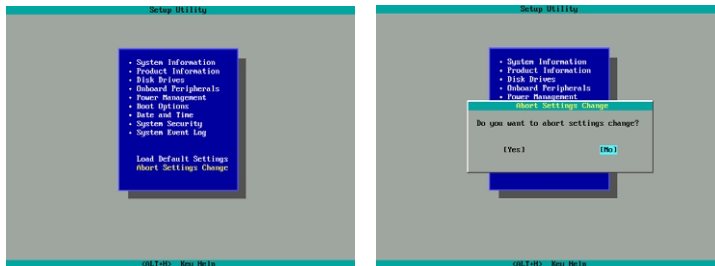 Setup Utility
• System Information
• Product Information
• Disk Drives
• Onboard Peripherals
• Power Management
• Boot Options
• Date and Time
• System Security
• System Event Log
Load Default Settings
Abort Settings Change
<ALT+H> Key Help
Setup Utility
• System Information
• Product Information
• Disk Drives
• Onboard Peripherals
• Power Management
Abort Settings Change
Do you want to abort settings change?
[Yes] [No]
<ALT+H> Key Help